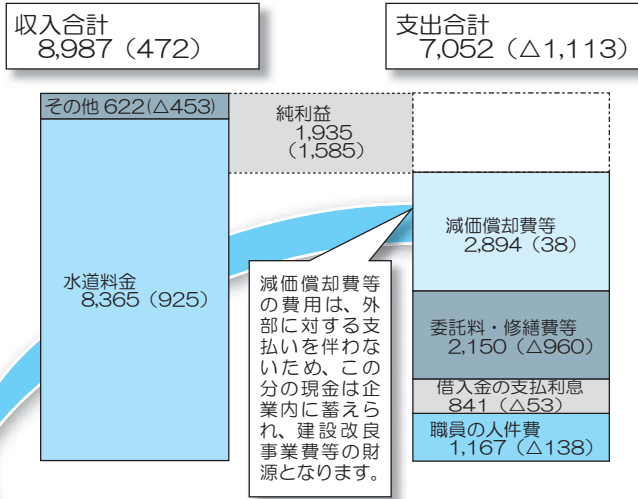 収入合計
8,987（472）
支出合計
7,052（△1,113）
その他 622(△453)
純利益
1,935
(1,585)
水道料金
8,365（925）
減価償却費等
の費用は、外
部に対する支
払いを伴わな
いため、この
分の現金は企
業内に蓄えら
れ、建設改良
事業費等の財
源となります。
減価償却費等
2,894（38）
委託料・修繕費等
2,150（△960）
借入金の支払利息
841（△53）
職員の人件費
1,167（△138）